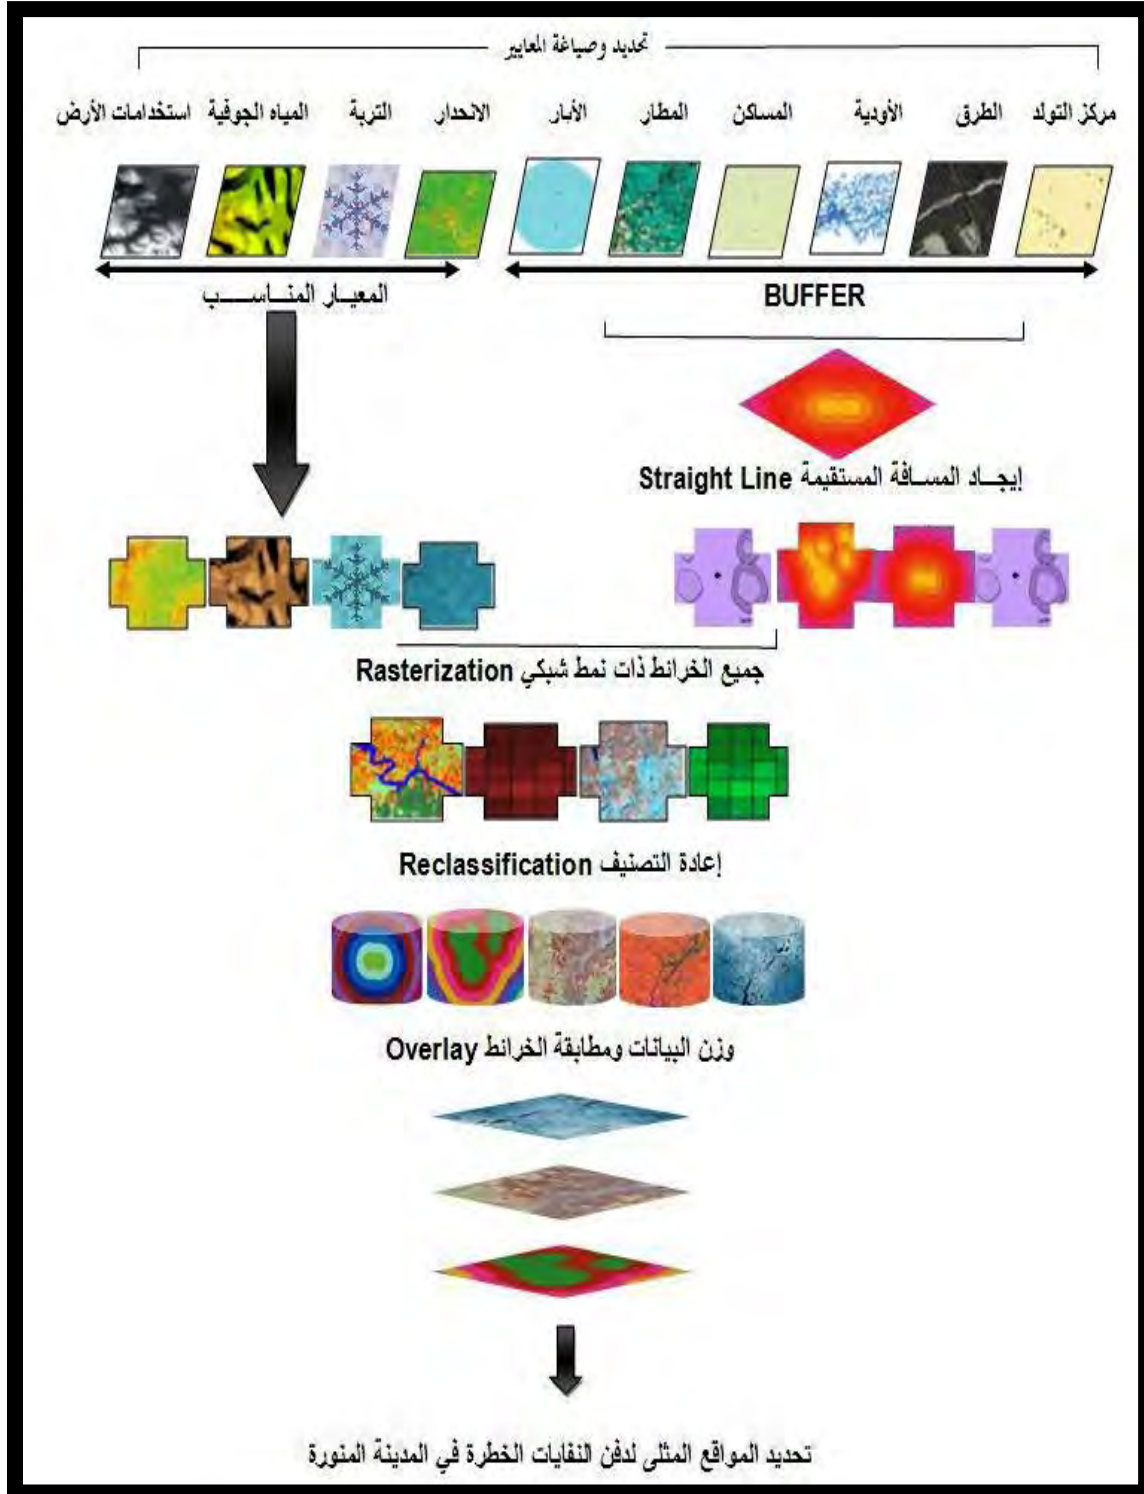 تحديد وصياغة المعايير
مركز التولد الطرق الأودية المساكن المطار الأبار الانحدار التربة المياه الجوفية استخدامات الأرض
BUFFER
المعيـار المنـاســـب
إيجـاد المسـافة المستقيمة Straight Line
جميع الخرائط ذات نمط شبكي Rasterization
إعادة التصنيف Reclassification
وزن البيانات ومطابقة الخرائط Overlay
تحديد المواقع المثلى لدفن النفايات الخطرة في المدينة المنورة